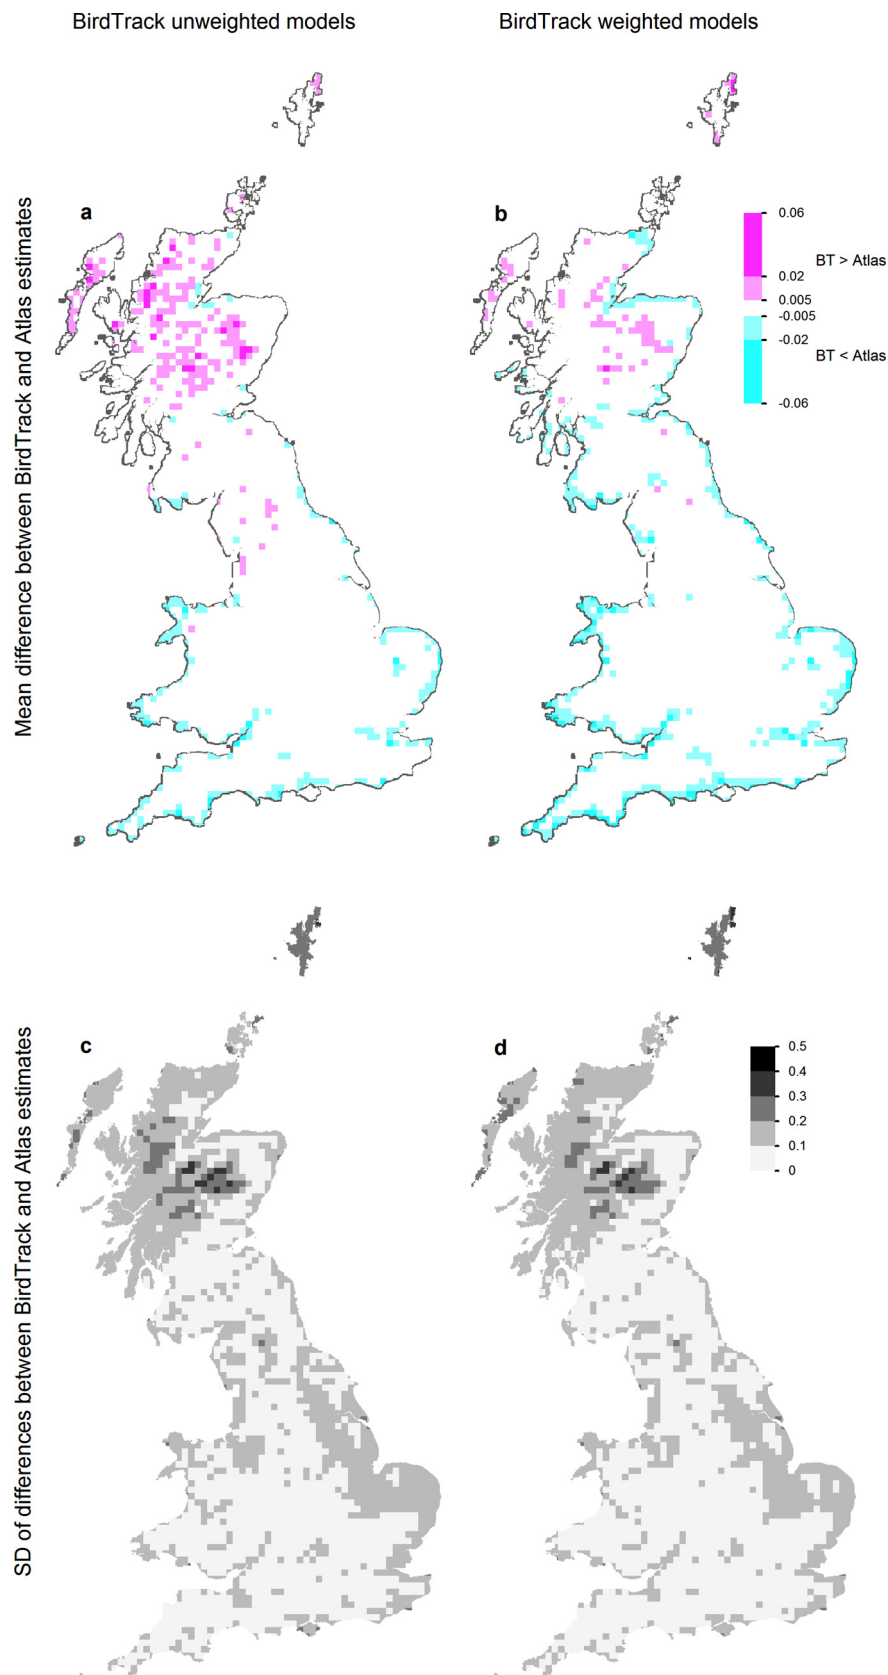 BirdTrack unweighted models
BirdTrack weighted models
Mean difference between BirdTrack and Atlas estimates
a
b
0.06
BT > Atlas
0.02
0.005
-0.005
-0.02
BT < Atlas
-0.06
SD of differences between BirdTrack and Atlas estimates
c
d
0.5
0.4
0.3
0.2
0.1
0